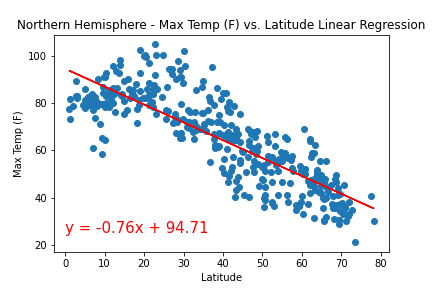 Northern Hemisphere - Max Temp (F) vs. Latitude Linear Regression
100
80
60
40
20
Max Temp (F)
y = -0.76x + 94.71
0 10 20 30 40 50 60 70 80
Latitude